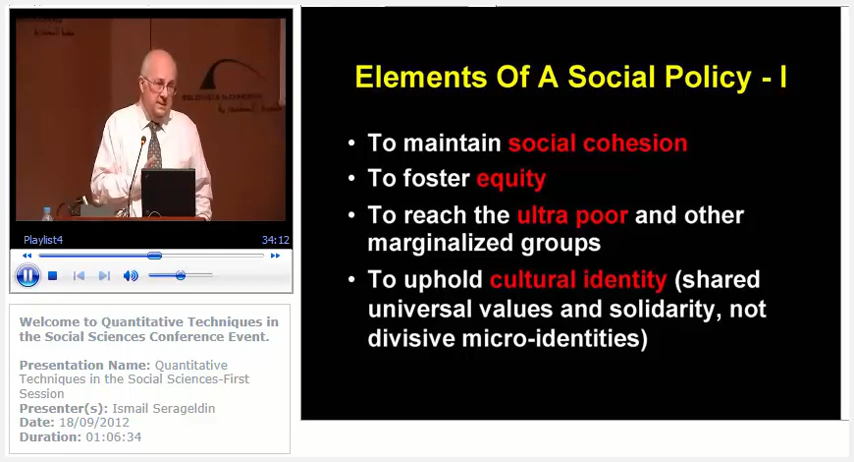 Playlist4
34:12
Welcome to Quantitative Techniques in
the Social Sciences Conference Event.
Presentation Name: Quantitative
Techniques in the Social Sciences-First
Session
Presenter(s): Ismail Serageldin
Date: 18/09/2012
Duration: 01:06:34
Elements Of A Social Policy - I
• To maintain social cohesion
• To foster equity
• To reach the ultra poor and other
marginalized groups
• To uphold cultural identity (shared
universal values and solidarity, not
divisive micro-identities)